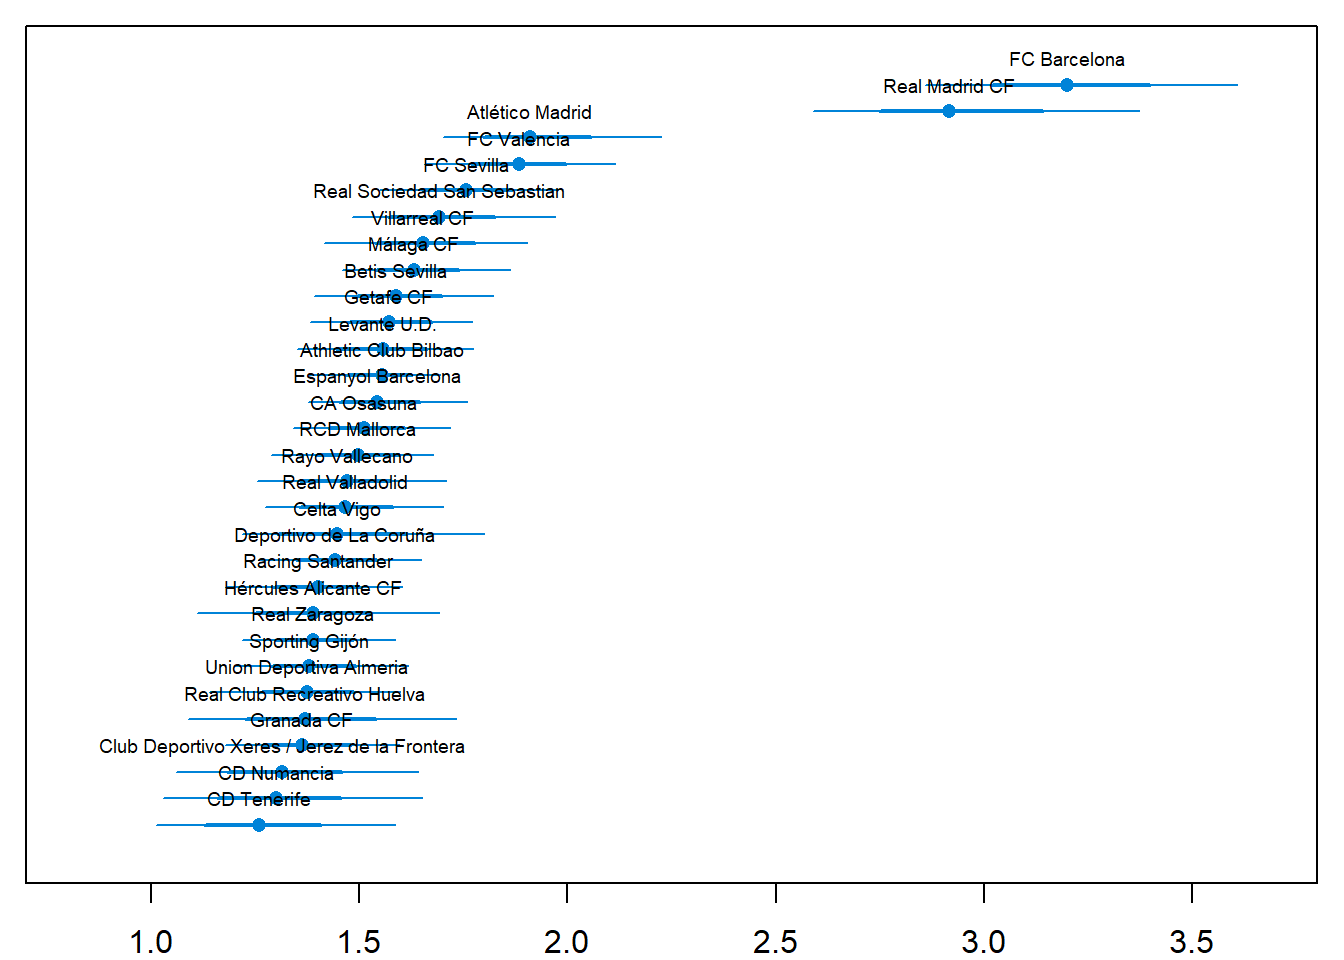 FC Barcelona
Real Madrid CF
Atlético Madrid
FC Valencia
FC Sevilla
Real Sociedad San Sebastian
Villarreal CF
Málaga CF
Betis Sevilla
Getafe CF
Levante U.D.
Athletic Club Bilbao
Espanyol Barcelona
CA Osasuna
RCD Mallorca
Rayo Vallecano
Real Valladolid
Celta Vigo
Deportivo de La Coruña
Racing Santander
Hércules Alicante CF
Real Zaragoza
Sporting Gijón
Union Deportiva Almeria
Real Club Recreativo Huelva
Granada CF
Club Deportivo Xeres / Jerez de la Frontera
CD Numancia
CD Tenerife
1.0 1.5 2.0 2.5 3.0 3.5